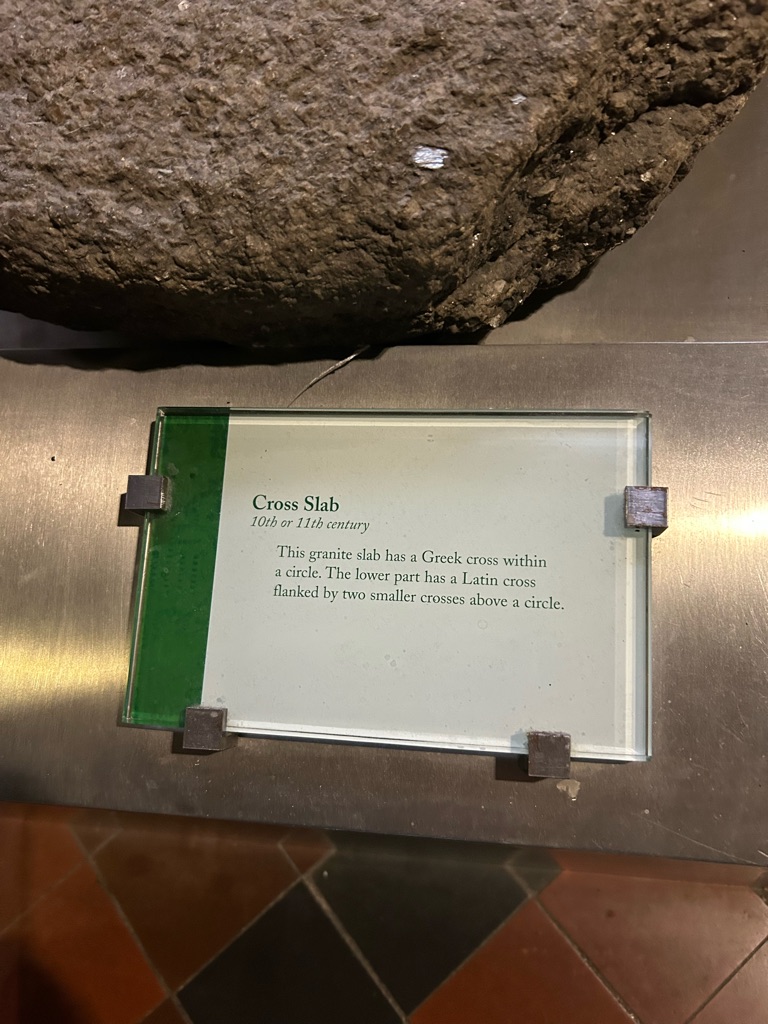 Cross Slab
10th or 11th century
This granite slab has a Greek cross within
a circle. The lower part has a Latin cross
flanked by two smaller crosses above a circle.